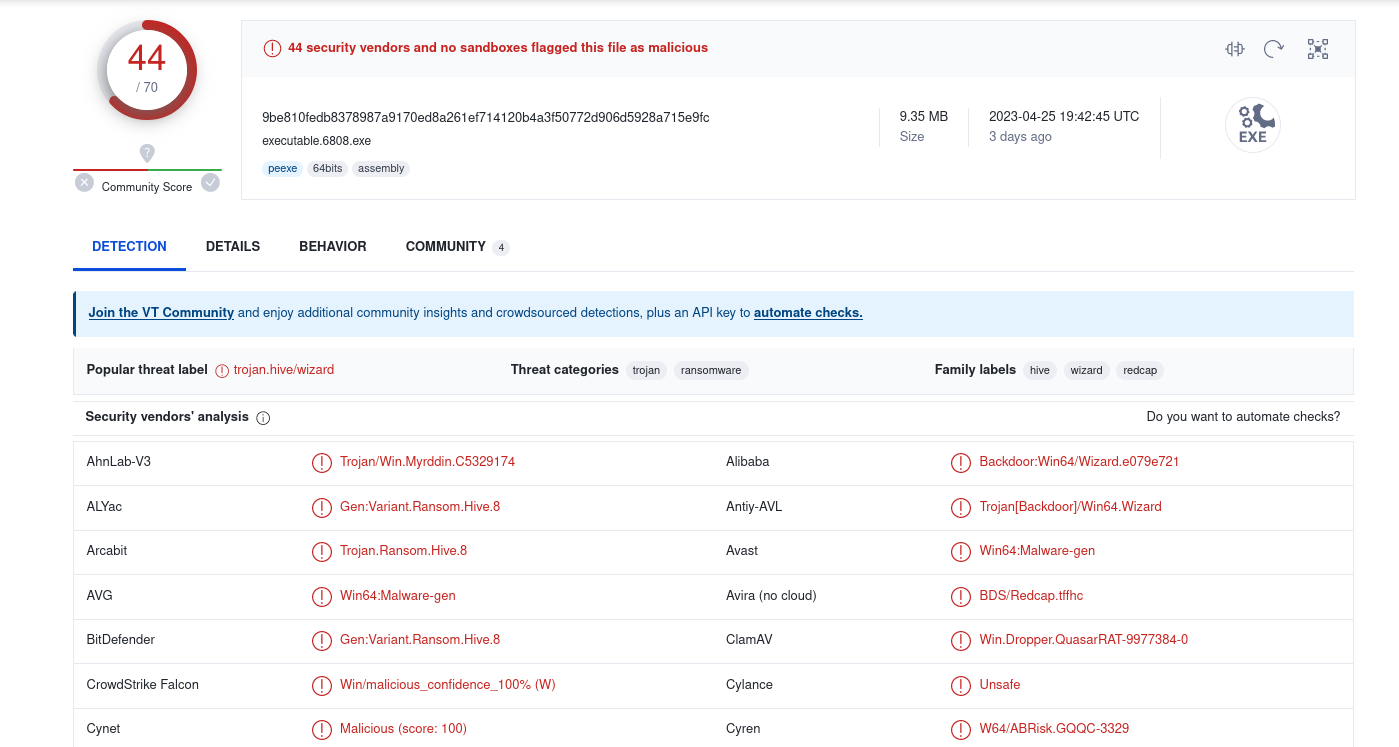 44
/ 70
?
Community Score
44 security vendors and no sandboxes flagged this file as malicious
9be810fedb8378987a9170ed8a261ef714120b4a3f50772d906d5928a715e9fc
executable.6808.exe
peexe 64bits assembly
9.35 MB
Size
2023-04-25 19:42:45 UTC
3 days ago
EXE
DETECTION DETAILS BEHAVIOR COMMUNITY 4
Join the VT Community and enjoy additional community insights and crowdsourced detections, plus an API key to automate checks.
Popular threat label trojan.hive/wizard Threat categories trojan ransomware Family labels hive wizard redcap
Security vendors' analysis Do you want to automate checks?
AhnLab-V3 Trojan/Win.Myrddin.C5329174 Alibaba Backdoor:Win64/Wizard.e079e721
ALYac Gen:Variant.Ransom.Hive.8 Antiy-AVL Trojan[Backdoor]/Win64.Wizard
Arcabit Trojan.Ransom.Hive.8 Avast Win64:Malware-gen
AVG Win64:Malware-gen Avira (no cloud) BDS/Redcap.tffhc
BitDefender Gen:Variant.Ransom.Hive.8 ClamAV Win.Dropper.QuasarRAT-9977384-0
CrowdStrike Falcon Win/malicious_confidence_100% (W) Cylance Unsafe
Cynet Malicious (score: 100) Cyren W64/ABRisk.GQQC-3329